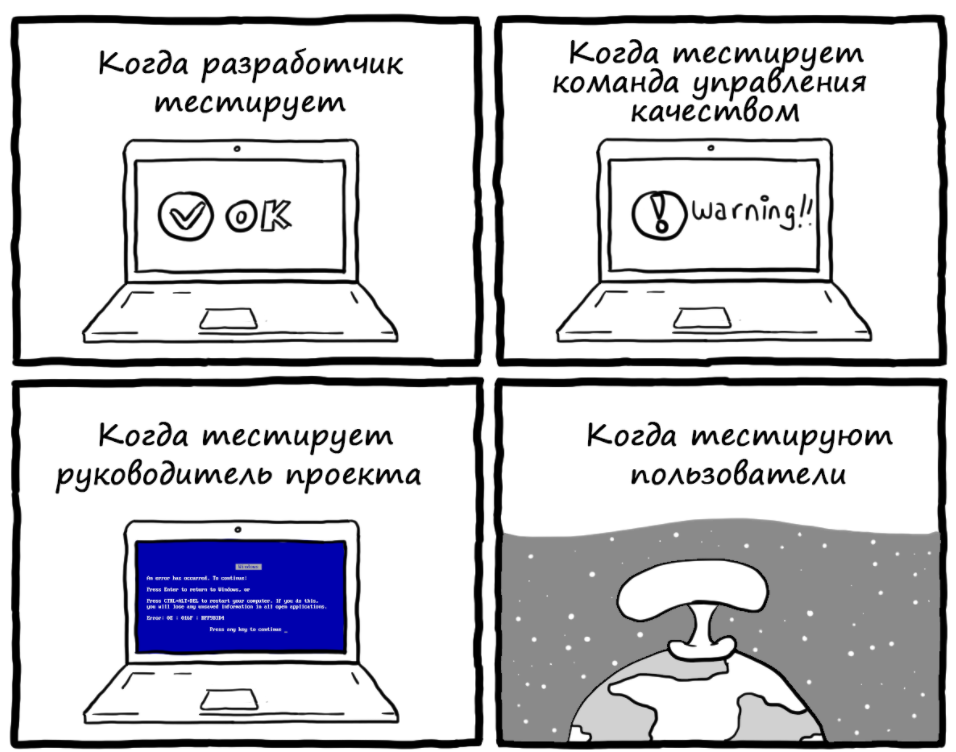 Когда разработчик
тестирует
OK
Когда тестирует
команда управления
качеством
! warning!!
Когда тестирует
руководитель проекта
Windows
An error has occurred. To continue:
Press Enter to return to Windows, or
Press CTRL+ALT+DEL to restart your computer. If you do this,
you will lose any unsaved information in all open applications.
Error: 0E : 016F : BFF9B3D4
Press any key to continue _
Когда тестируют
пользователи